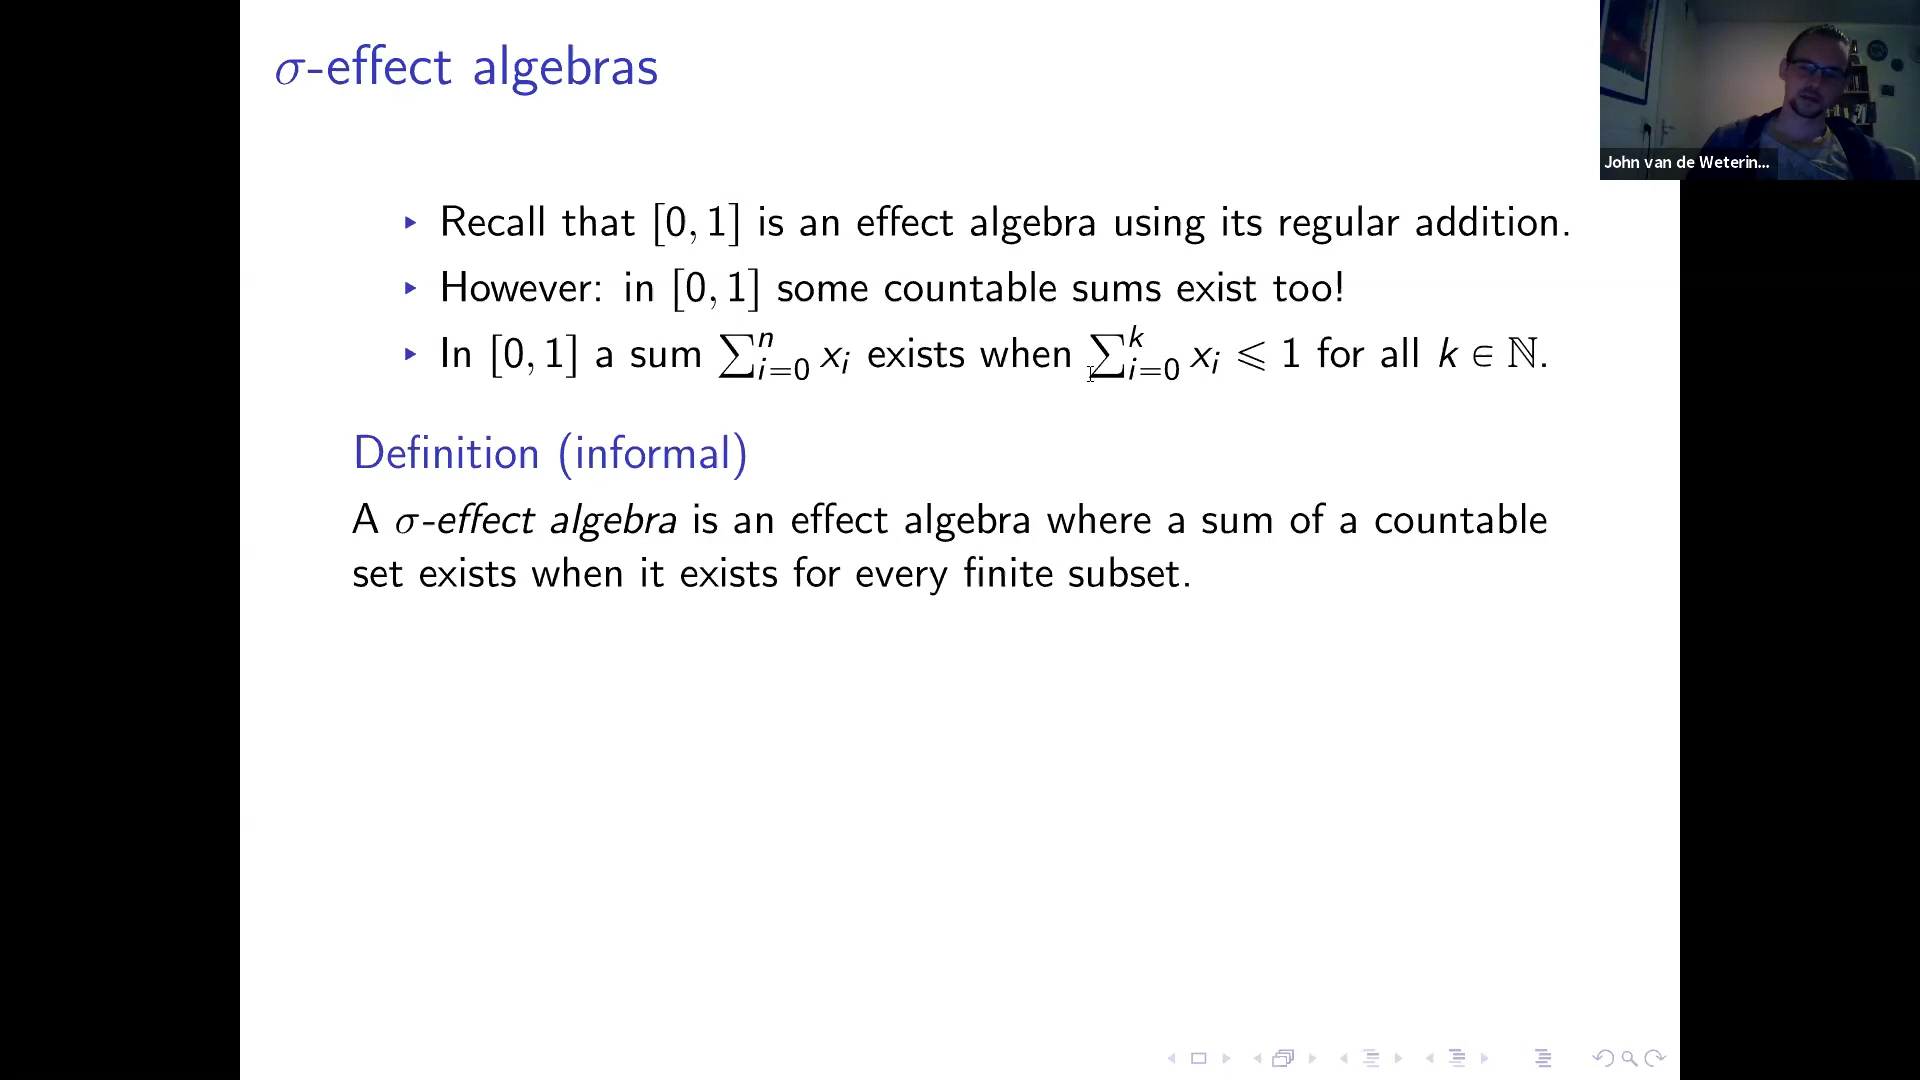 σ-effect algebras
John van de Weterin...
▸ Recall that [0, 1] is an effect algebra using its regular addition.
▸ However: in [0, 1] some countable sums exist too!
▸ In [0, 1] a sum ∑ⁿᵢ₌₀ xᵢ exists when ∑ᵏᵢ₌₀ xᵢ ⩽ 1 for all k ∈ ℕ.
Definition (informal)
A σ-effect algebra is an effect algebra where a sum of a countable
set exists when it exists for every finite subset.